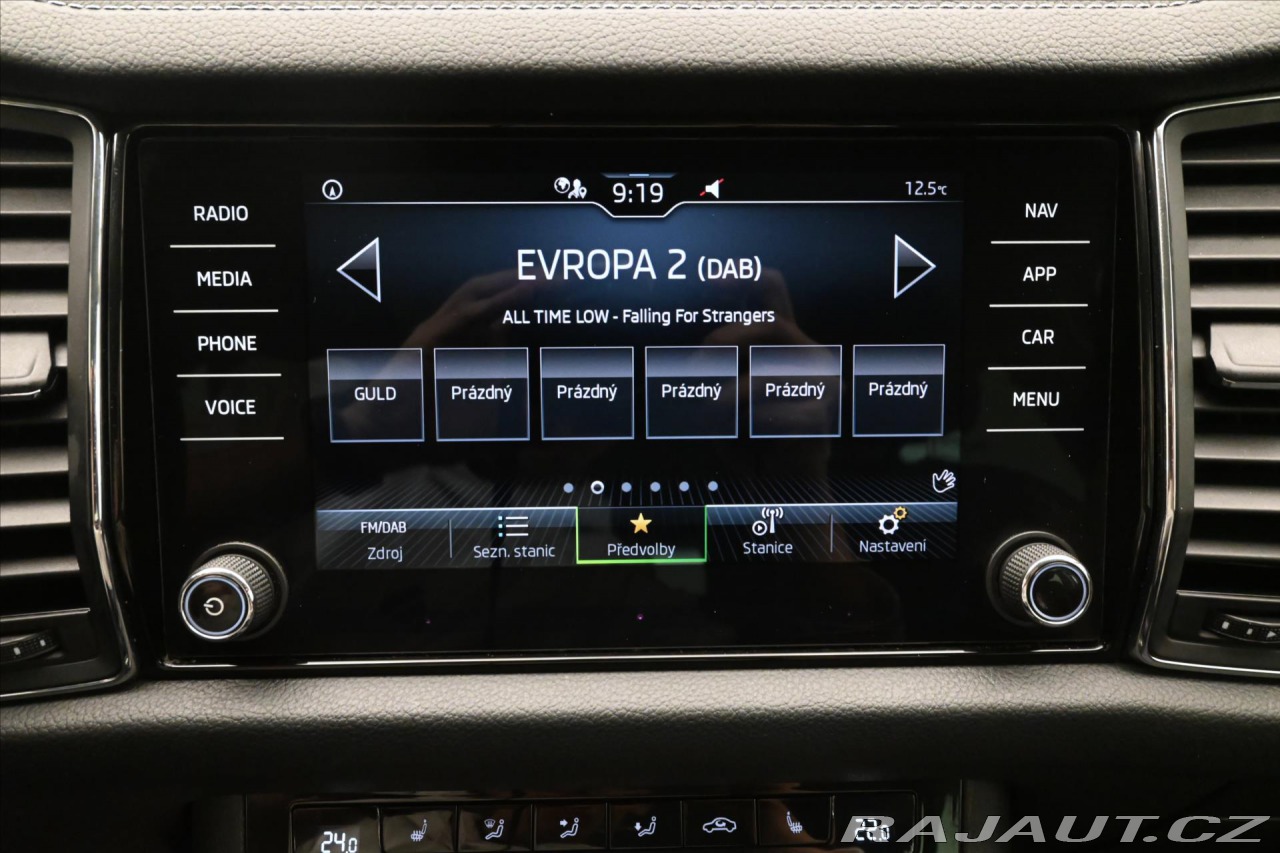 9:19
12.5°C
RADIO
MEDIA
PHONE
VOICE
EVROPA 2 (DAB)
ALL TIME LOW - Falling For Strangers
GULD
Prázdný
Prázdný
Prázdný
Prázdný
Prázdný
FM/DAB
Zdroj
Sezn. stanic
Předvolby
Stanice
Nastavení
NAV
APP
CAR
MENU
24.0
RAJAUT.CZ